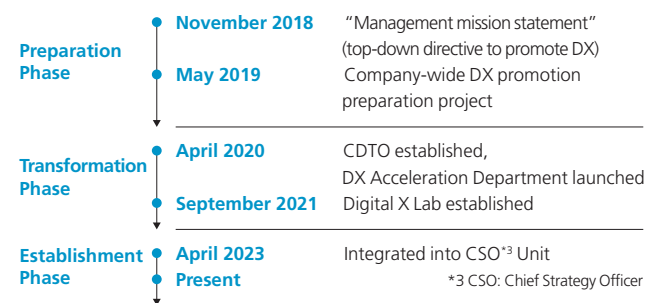 Preparation
Phase
November 2018
“Management mission statement”
(top-down directive to promote DX)
May 2019
Company-wide DX promotion
preparation project
Transformation
Phase
April 2020
CDTO established,
DX Acceleration Department launched
September 2021
Digital X Lab established
Establishment
Phase
April 2023
Integrated into CSO*3 Unit
Present
*3 CSO: Chief Strategy Officer